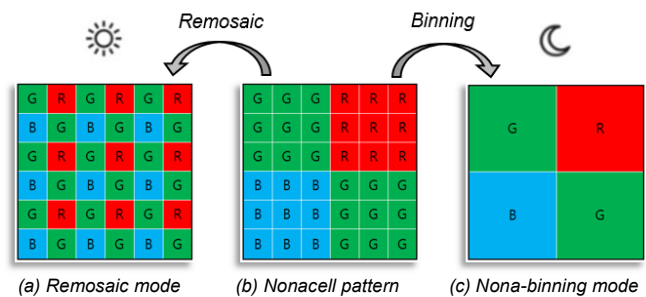 Remosaic
Binning
G R G R G R
B G B G B G
G R G R G R
B G B G B G
G R G R G R
B G B G B G
G G G R R R
G G G R R R
G G G R R R
B B B G G G
B B B G G G
B B B G G G
G R
B G
(a) Remosaic mode
(b) Nonacell pattern
(c) Nona-binning mode